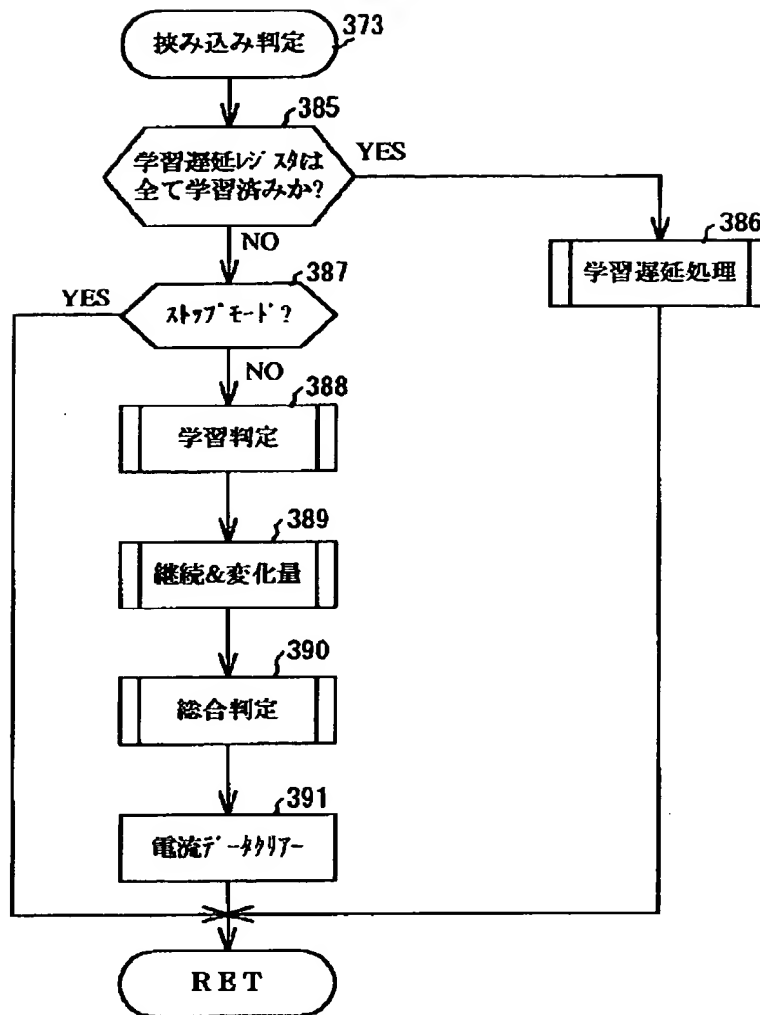 挟み込み判定
373
385
学習遅延ﾚｼﾞｽﾀは
全て学習済みか?
YES
NO
386
学習遅延処理
387
YES
ｽﾄｯﾌﾟﾓｰﾄﾞ?
NO
388
学習判定
389
継続&変化量
390
総合判定
391
電流ﾃﾞｰﾀｸﾘｱｰ
RET